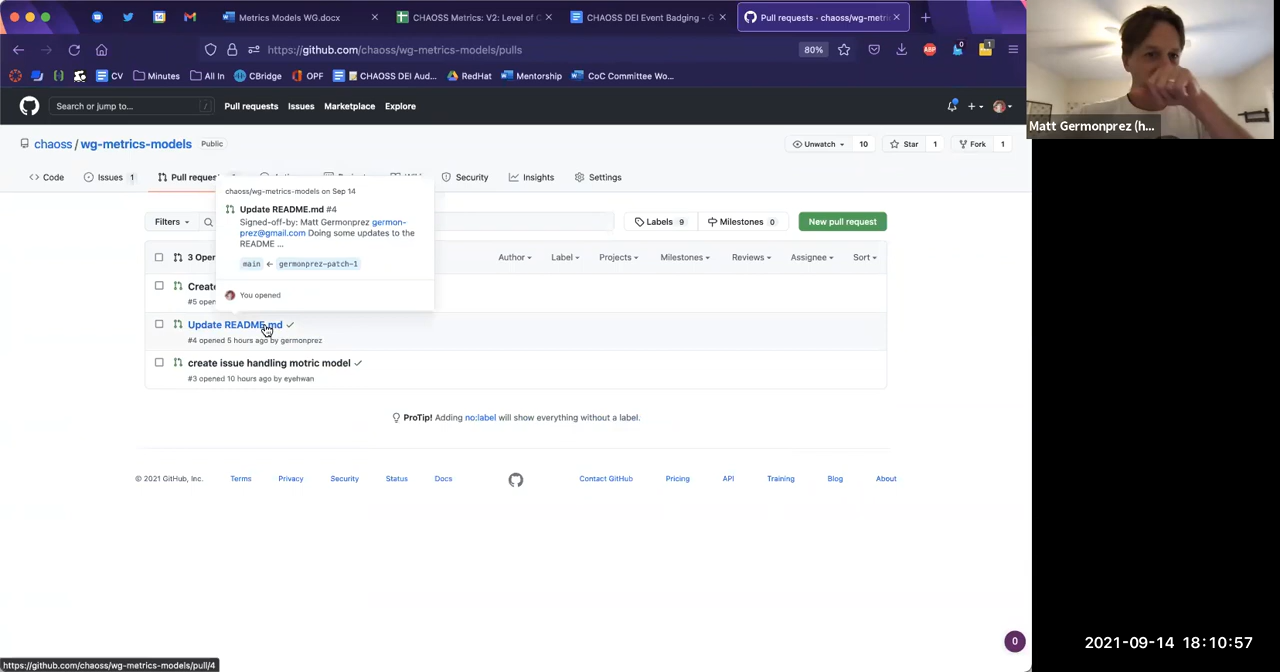 Metrics Models WG.docx
CHAOSS Metrics: V2: Level of C
CHAOSS DEI Event Badging - G
Pull requests · chaoss/wg-metri
https://github.com/chaoss/wg-metrics-models/pulls
80%
CV
Minutes
All In
CBridge
OPF
CHAOSS DEI Aud...
RedHat
Mentorship
CoC Committee Wo...
Search or jump to...
/
Pull requests
Issues
Marketplace
Explore
Matt Germonprez (h...
chaoss / wg-metrics-models
Public
Unwatch
10
Star
1
Fork
1
Code
Issues
1
Pull reques
Security
Insights
Settings
chaoss/wg-metrics-models on Sep 14
Update README.md #4
Signed-off-by: Matt Germonprez germon-
prez@gmail.com Doing some updates to the
README ...
main ← germonprez-patch-1
You opened
Filters
Labels
9
Milestones
0
New pull request
3 Open
Author
Label
Projects
Milestones
Reviews
Assignee
Sort
Create
#5 open
Update README.md
#4 opened 5 hours ago by germonprez
create issue handling motric model
#3 opened 10 hours ago by eyehwan
ProTip! Adding no:label will show everything without a label.
© 2021 GitHub, Inc.
Terms
Privacy
Security
Status
Docs
Contact GitHub
Pricing
API
Training
Blog
About
0
2021-09-14 18:10:57
https://github.com/chaoss/wg-metrics-models/pull/4